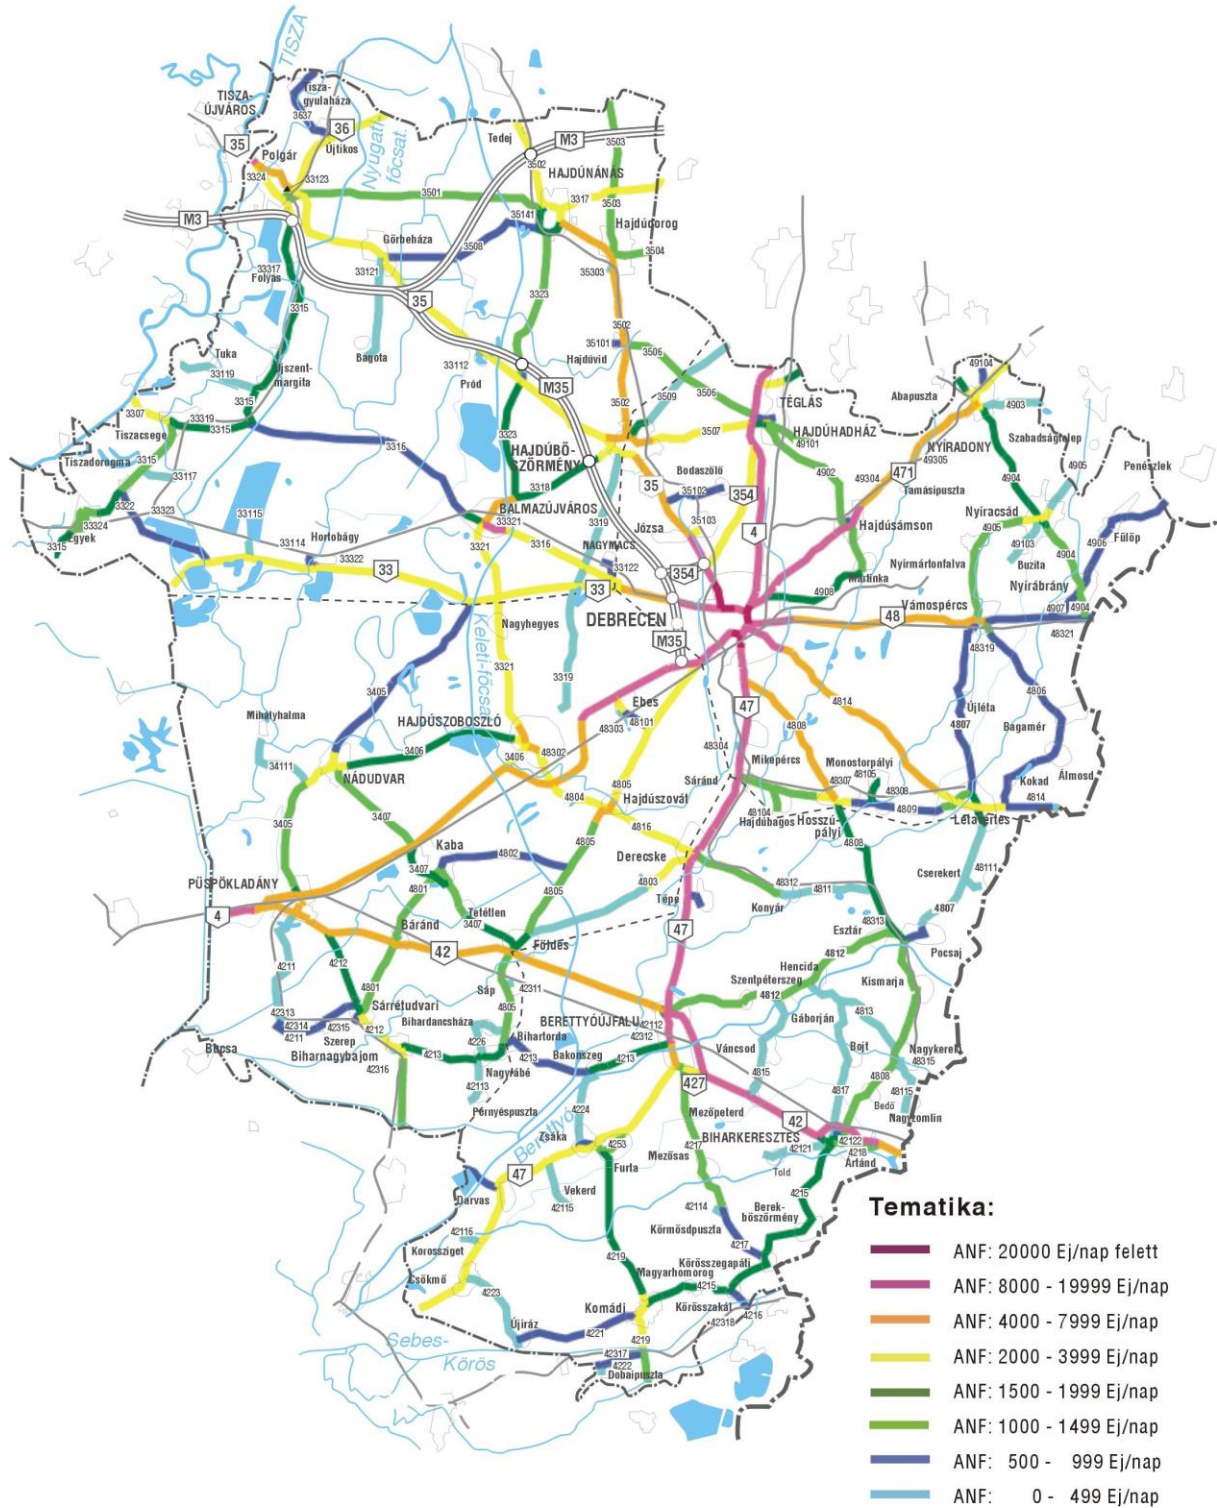 TISZA
TISZA-
ÚJVÁROS
Tisza-
gyulaháza
3637
35
36
Újtikos
Polgár
3324
33123
Nyugati-
főcsat.
Tedej
M3
3502
HAJDÚNÁNÁS
3503
3317
3501
35141
3503
Hajdúdorog
M3
Görbeháza
3508
3504
33121
35303
33317
Folyás
3315
35
3323
3502
Bagota
35101
Hajdúvid
3506
Tuka
33119
Újszent-
margita
33112
Pród
M35
3509
3505
49104
TÉGLÁS
Abapuszta
4903
3307
3315
33319
3315
3502
3507
HAJDÚHADHÁZ
49101
Tiszacsege
3316
3323
HAJDÚBÖ-
SZÖRMÉNY
NYÍRADONY
49305
Szabadságtelep
Tiszadorogma
3315
33117
3318
Bodaszőlő
4902
49304
471
4904
4905
Penészlek
3322
33323
33115
BALMAZÚJVÁROS
35
35102
354
Tamásipuszta
33324
Egyek
3315
33321
3319
Józsa
35103
4
Hajdúsámson
Nyíracsád
4905
4906
Fülöp
33114
Hortobágy
33322
3321
3316
NAGYMACS
33122
49103
Buzita
4904
33
33
354
Nyírmártonfalva
Nyírábrány
4908
DEBRECEN
48
Vámospércs
4907
4904
Nagyhegyes
M35
48321
48319
Keleti-főcsat.
3321
3319
4814
3405
Ebes
47
4806
Mihályhalma
HAJDÚSZOBOSZLÓ
48303
48101
4808
Újléta
4807
Bagamér
3406
3406
48302
48304
Mikepércs
Monostorpályi
34111
NÁDUDVAR
4805
Sáránd
48105
48307
48308
Kokad
Álmosd
4804
Hajdúszovát
4809
4814
3405
3407
48104
Hajdúbagos
Hosszú-
pályi
Létavértes
4816
Kaba
4802
4805
Derecske
4808
3407
48111
PÜSPÖKLADÁNY
4801
4805
4803
48312
4811
Cserekert
Tépe
Konyár
4
Tetétlen
3407
4807
Báránd
48313
Esztár
42
Földes
47
4812
Pocsaj
4212
4211
Hencida
Szentpéterszeg
Kismarja
4801
Sáp
42311
4812
42313
Sárrétudvari
4805
42314
4211
42315
4212
Bihardancsháza
BERETTYÓÚJFALU
42112
42312
Gáborján
4813
Szerep
Bihartorda
Bucsa
Biharnagybajom
4226
Bakonszeg
Váncsod
Bojt
Nagykereki
42316
4213
4213
4213
48315
Nagyrábé
42113
4815
4808
427
4817
48115
Pornyéspuszta
4224
Mezőpeterd
Bedő
Nagyzomlin
42
Zsáka
Berettyó
BIHARKERESZTES
4253
4217
42122
42121
4218
Ártánd
47
Furta
Mezősas
Told
Darvas
Vekerd
42115
4215
42114
Berek-
böszörmény
Körmösdpuszta
42116
Korossziget
4217
4219
Körösszegapáti
Csökmő
Magyarhomorog
4215
4223
Komádi
Körösszakál
4216
Újiráz
42318
4221
4219
Sebes-
Körös
42317
4222
Dobaipuszta
Tematika:
ANF: 20000 Ej/nap felett
ANF: 8000 - 19999 Ej/nap
ANF: 4000 - 7999 Ej/nap
ANF: 2000 - 3999 Ej/nap
ANF: 1500 - 1999 Ej/nap
ANF: 1000 - 1499 Ej/nap
ANF: 500 - 999 Ej/nap
ANF: 0 - 499 Ej/nap